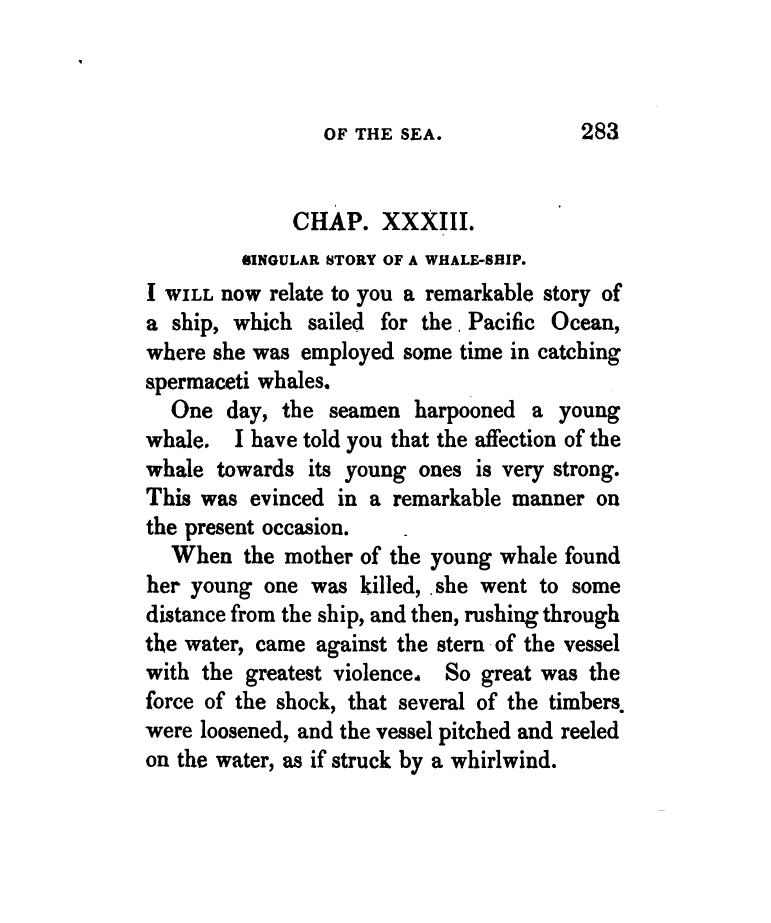 OF THE SEA. 283
CHAP. XXXIII.
SINGULAR STORY OF A WHALE-SHIP.
I WILL now relate to you a remarkable story of
a ship, which sailed for the Pacific Ocean,
where she was employed some time in catching
spermaceti whales.
One day, the seamen harpooned a young
whale. I have told you that the affection of the
whale towards its young ones is very strong.
This was evinced in a remarkable manner on
the present occasion.
When the mother of the young whale found
her young one was killed, she went to some
distance from the ship, and then, rushing through
the water, came against the stern of the vessel
with the greatest violence. So great was the
force of the shock, that several of the timbers
were loosened, and the vessel pitched and reeled
on the water, as if struck by a whirlwind.